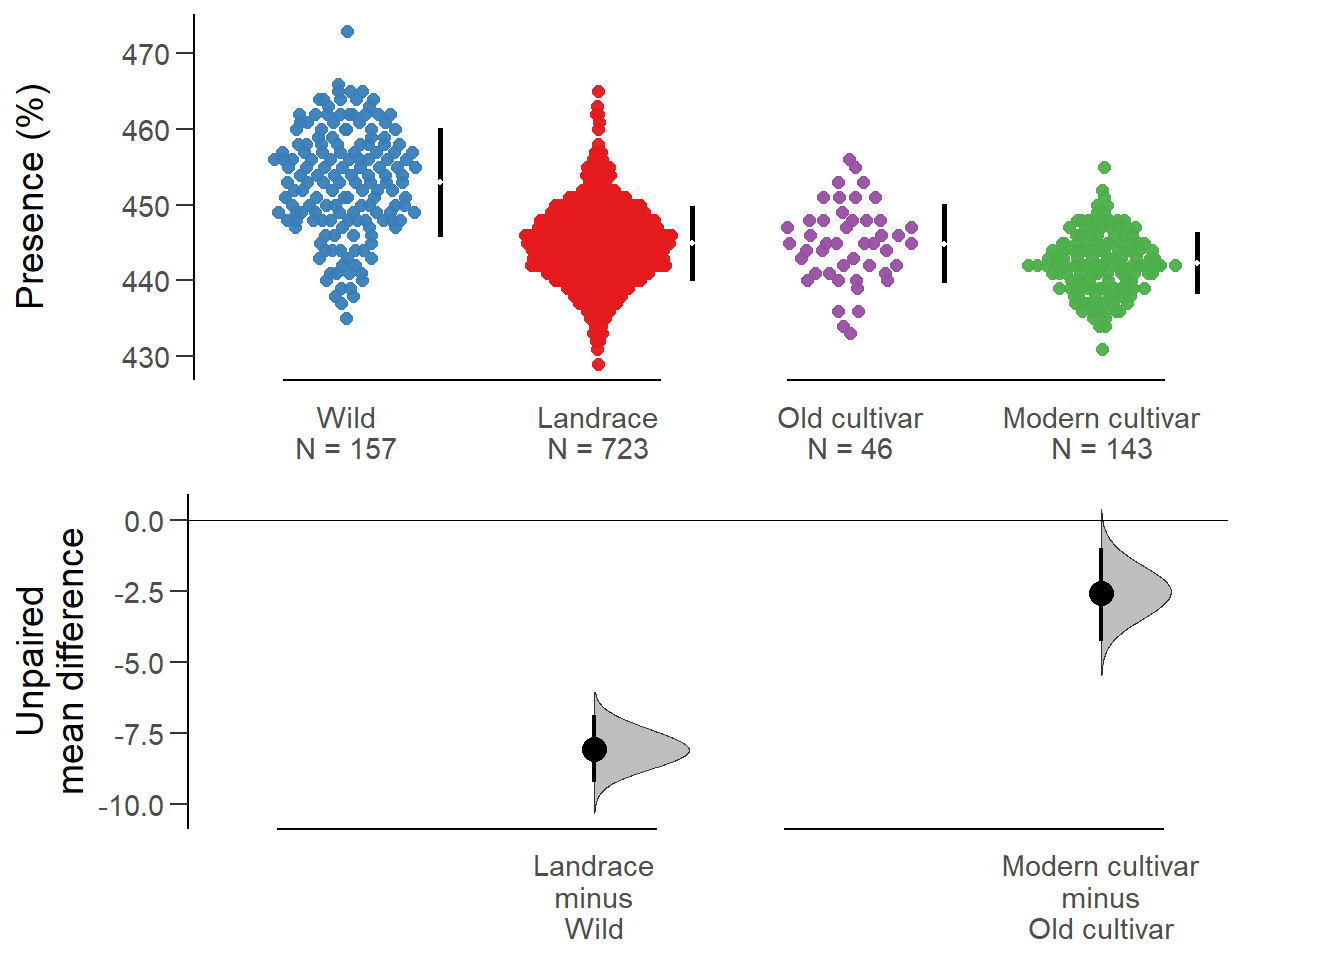 Presence (%)
470
460
450
440
430
Wild
N = 157
Landrace
N = 723
Old cultivar
N = 46
Modern cultivar
N = 143
Unpaired
mean difference
0.0
-2.5
-5.0
-7.5
-10.0
Landrace
minus
Wild
Modern cultivar
minus
Old cultivar